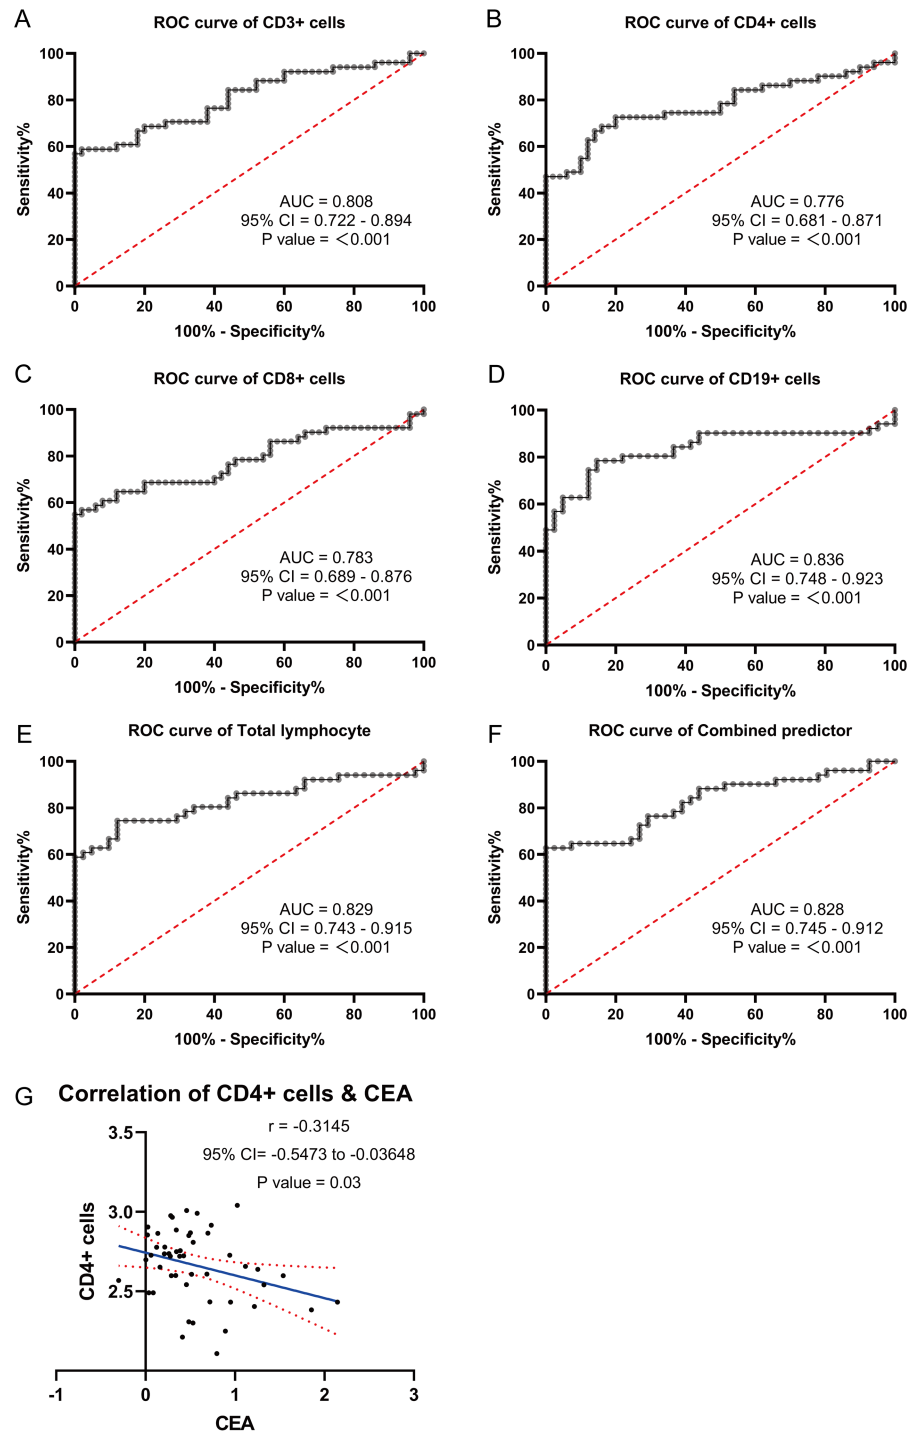 A
ROC curve of CD3+ cells
100
80
60
40
20
0
Sensitivity%
AUC = 0.808
95% CI = 0.722 - 0.894
P value = <0.001
0 20 40 60 80 100
100% - Specificity%
B
ROC curve of CD4+ cells
100
80
60
40
20
0
Sensitivity%
AUC = 0.776
95% CI = 0.681 - 0.871
P value = <0.001
0 20 40 60 80 100
100% - Specificity%
C
ROC curve of CD8+ cells
100
80
60
40
20
0
Sensitivity%
AUC = 0.783
95% CI = 0.689 - 0.876
P value = <0.001
0 20 40 60 80 100
100% - Specificity%
D
ROC curve of CD19+ cells
100
80
60
40
20
0
Sensitivity%
AUC = 0.836
95% CI = 0.748 - 0.923
P value = <0.001
0 20 40 60 80 100
100% - Specificity%
E
ROC curve of Total lymphocyte
100
80
60
40
20
0
Sensitivity%
AUC = 0.829
95% CI = 0.743 - 0.915
P value = <0.001
0 20 40 60 80 100
100% - Specificity%
F
ROC curve of Combined predictor
100
80
60
40
20
0
Sensitivity%
AUC = 0.828
95% CI = 0.745 - 0.912
P value = <0.001
0 20 40 60 80 100
100% - Specificity%
G
Correlation of CD4+ cells & CEA
r = -0.3145
95% CI= -0.5473 to -0.03648
P value = 0.03
3.5
3.0
2.5
CD4+ cells
-1 0 1 2 3
CEA